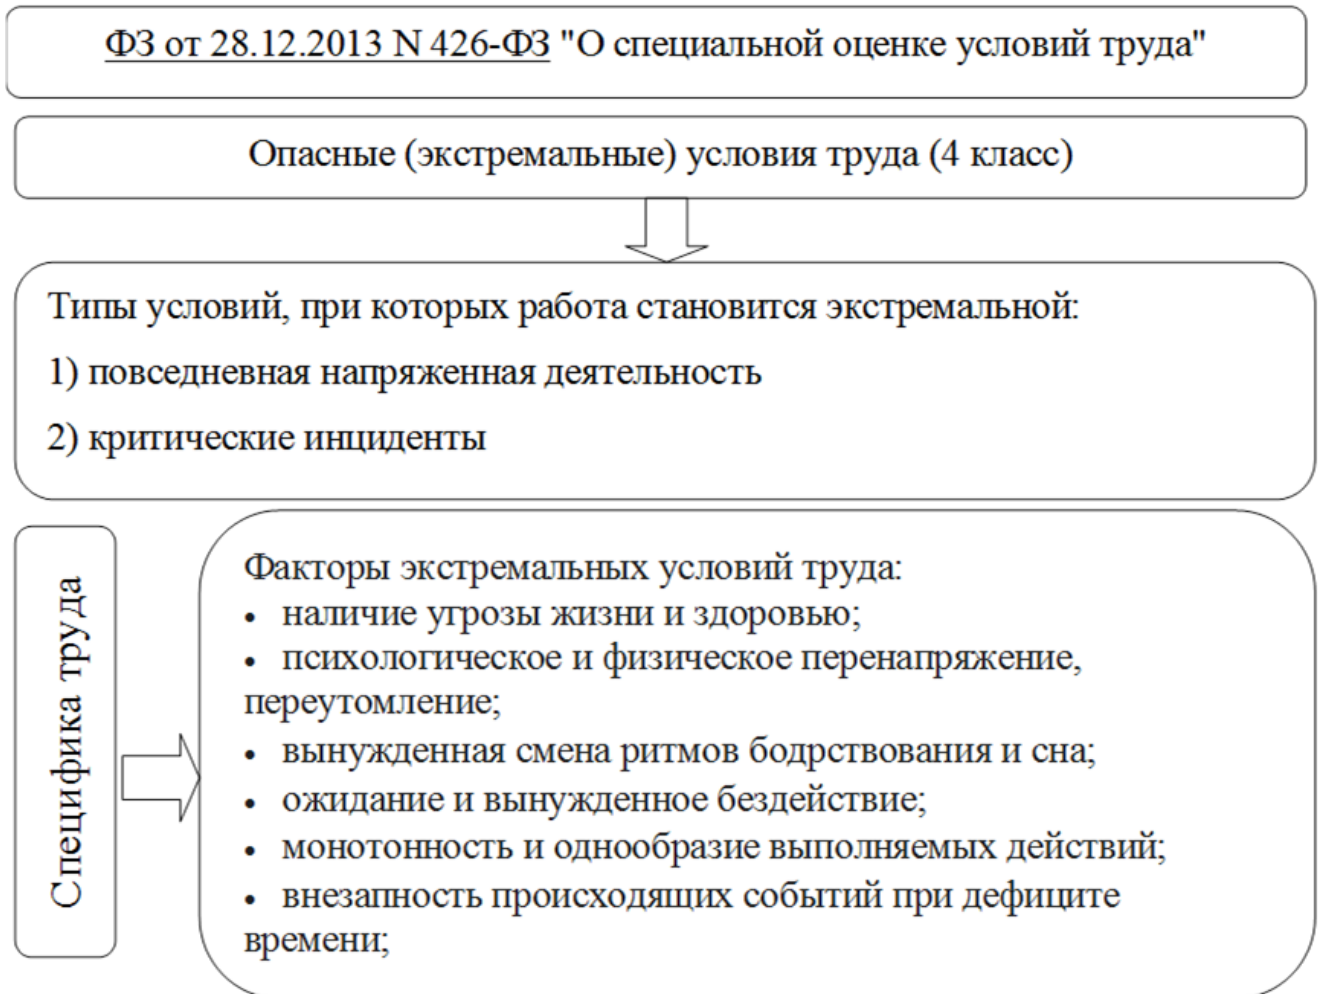 ФЗ от 28.12.2013 N 426-ФЗ "О специальной оценке условий труда"
Опасные (экстремальные) условия труда (4 класс)
Типы условий, при которых работа становится экстремальной:
1) повседневная напряженная деятельность
2) критические инциденты
Специфика труда
Факторы экстремальных условий труда:
• наличие угрозы жизни и здоровью;
• психологическое и физическое перенапряжение,
переутомление;
• вынужденная смена ритмов бодрствования и сна;
• ожидание и вынужденное бездействие;
• монотонность и однообразие выполняемых действий;
• внезапность происходящих событий при дефиците
времени;